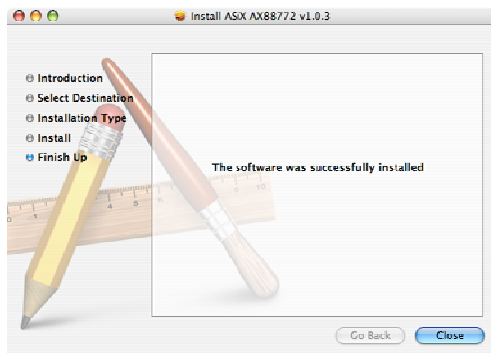 Install ASiX AX88772 v1.0.3
Introduction
Select Destination
Installation Type
Install
Finish Up
The software was successfully installed
Go Back
Close